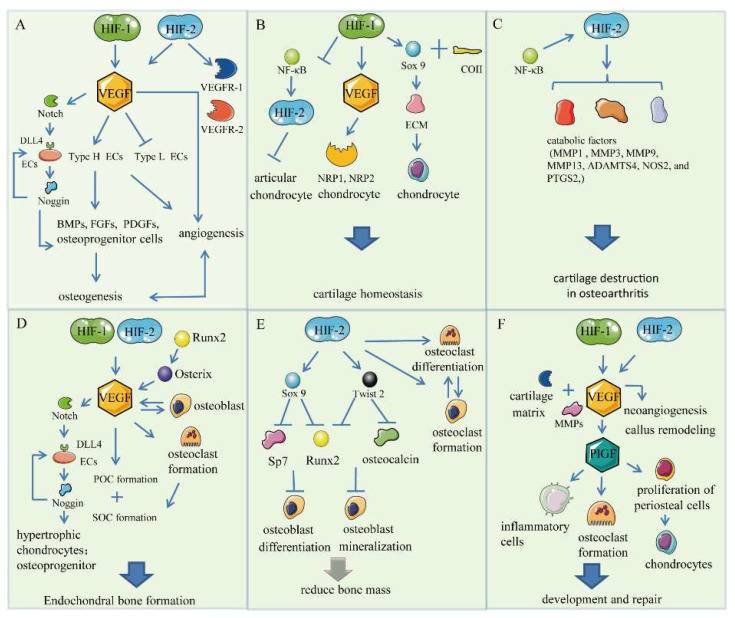 A
HIF-1
HIF-2
VEGF
VEGFR-1
VEGFR-2
Notch
DLL4
ECs
Noggin
Type H ECs
Type L ECs
BMPs, FGFs, PDGFs,
osteoprogenitor cells
angiogenesis
osteogenesis
B
HIF-1
NF-κB
Sox 9
COII
HIF-2
VEGF
ECM
articular
chondrocyte
NRP1, NRP2
chondrocyte
chondrocyte
cartilage homeostasis
C
HIF-2
NF-κB
catabolic factors
(MMP1 , MMP3, MMP9,
MMP13, ADAMTS4, NOS2, and
PTGS2,)
cartilage destruction
in osteoarthritis
D
HIF-1
HIF-2
Runx2
Osterix
VEGF
Notch
osteoblast
DLL4
ECs
osteoclast
formation
POC formation
+
SOC formation
Noggin
hypertrophic
chondrocytes;
osteoprogenitor
Endochondral bone formation
E
HIF-2
osteoclast
differentiation
Sox 9
Twist 2
osteoclast
formation
Sp7
Runx2
osteocalcin
osteoblast
differentiation
osteoblast
mineralization
reduce bone mass
F
HIF-1
HIF-2
cartilage
matrix
+
MMPs
VEGF
neoangiogenesis
callus remodeling
PlGF
inflammatory
cells
osteoclast
formation
proliferation of
periosteal cells
chondrocytes
development and repair